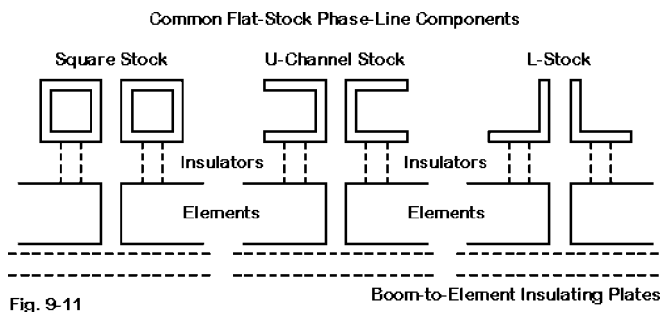 Common Flat-Stock Phase-Line Components
Square Stock
U-Channel Stock
L-Stock
Insulators
Insulators
Elements
Elements
Boom-to-Element Insulating Plates
Fig. 9-11